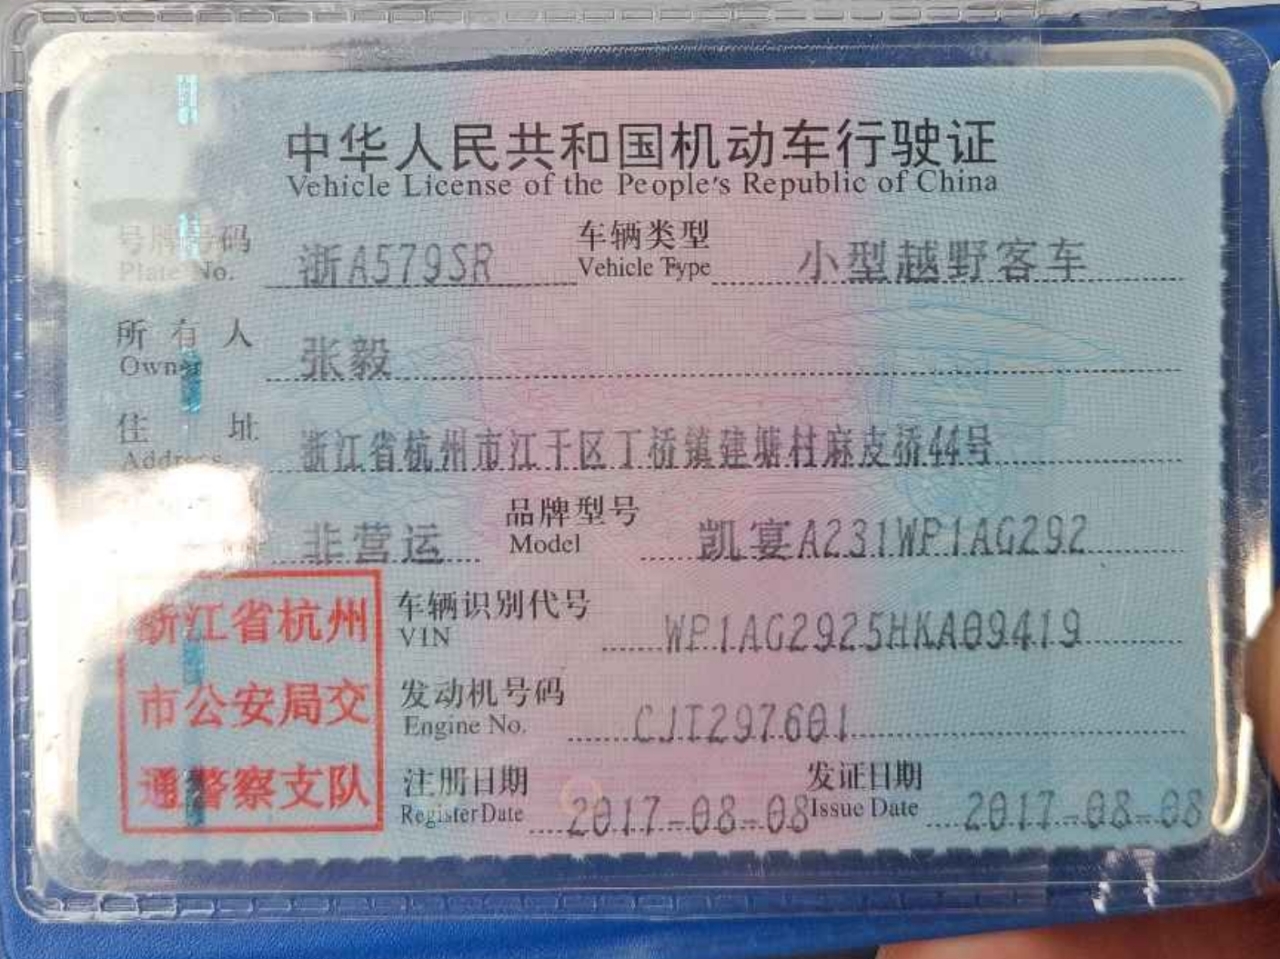 中华人民共和国机动车行驶证
Vehicle License of the People's Republic of China
号牌号码 浙A579SR 车辆类型 小型越野客车
Plate No. Vehicle Type
所有人 张毅
Owner
住址 浙江省杭州市江干区丁桥镇建塘村麻皮桥44号
Address
非营运 品牌型号 凯宴A231WP1AG292
Model
浙江省杭州
市公安局交
通警察支队
车辆识别代号 WP1AG2925HKA09419
VIN
发动机号码 CJT297601
Engine No.
注册日期 2017-08-08 发证日期 2017-08-08
Register Date Issue Date